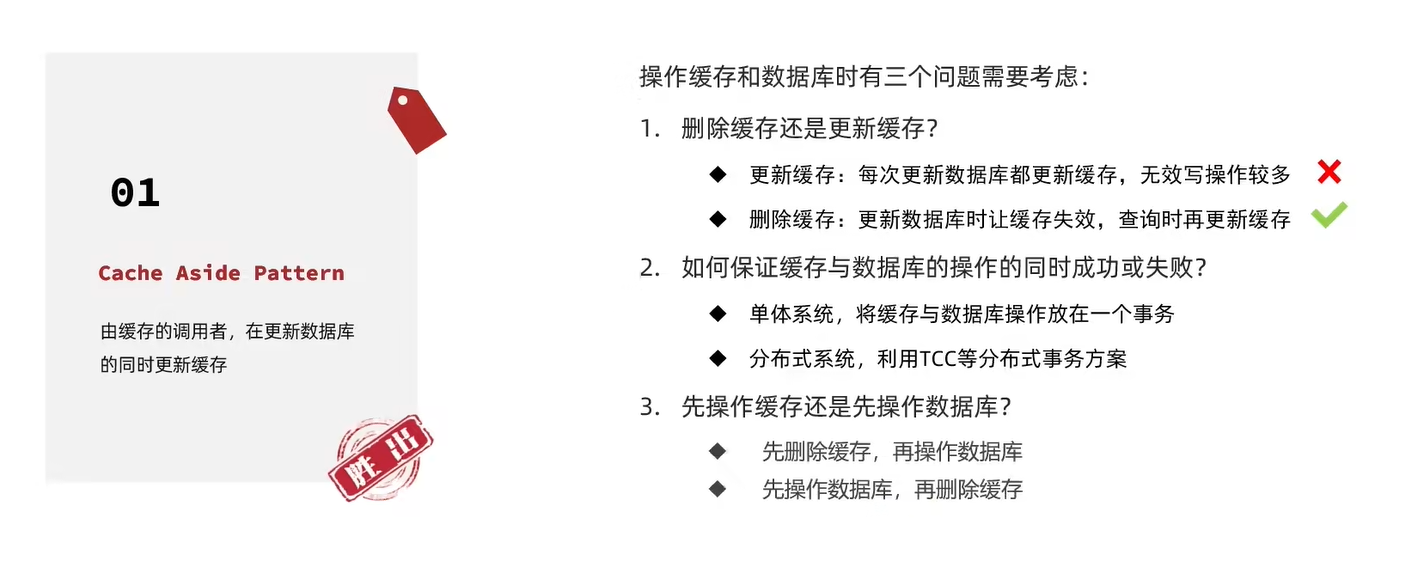 01
Cache Aside Pattern
由缓存的调用者，在更新数据库
的同时更新缓存
胜出
操作缓存和数据库时有三个问题需要考虑：
1. 删除缓存还是更新缓存？
◆ 更新缓存：每次更新数据库都更新缓存，无效写操作较多
◆ 删除缓存：更新数据库时让缓存失效，查询时再更新缓存
2. 如何保证缓存与数据库的操作的同时成功或失败？
◆ 单体系统，将缓存与数据库操作放在一个事务
◆ 分布式系统，利用TCC等分布式事务方案
3. 先操作缓存还是先操作数据库？
◆ 先删除缓存，再操作数据库
◆ 先操作数据库，再删除缓存